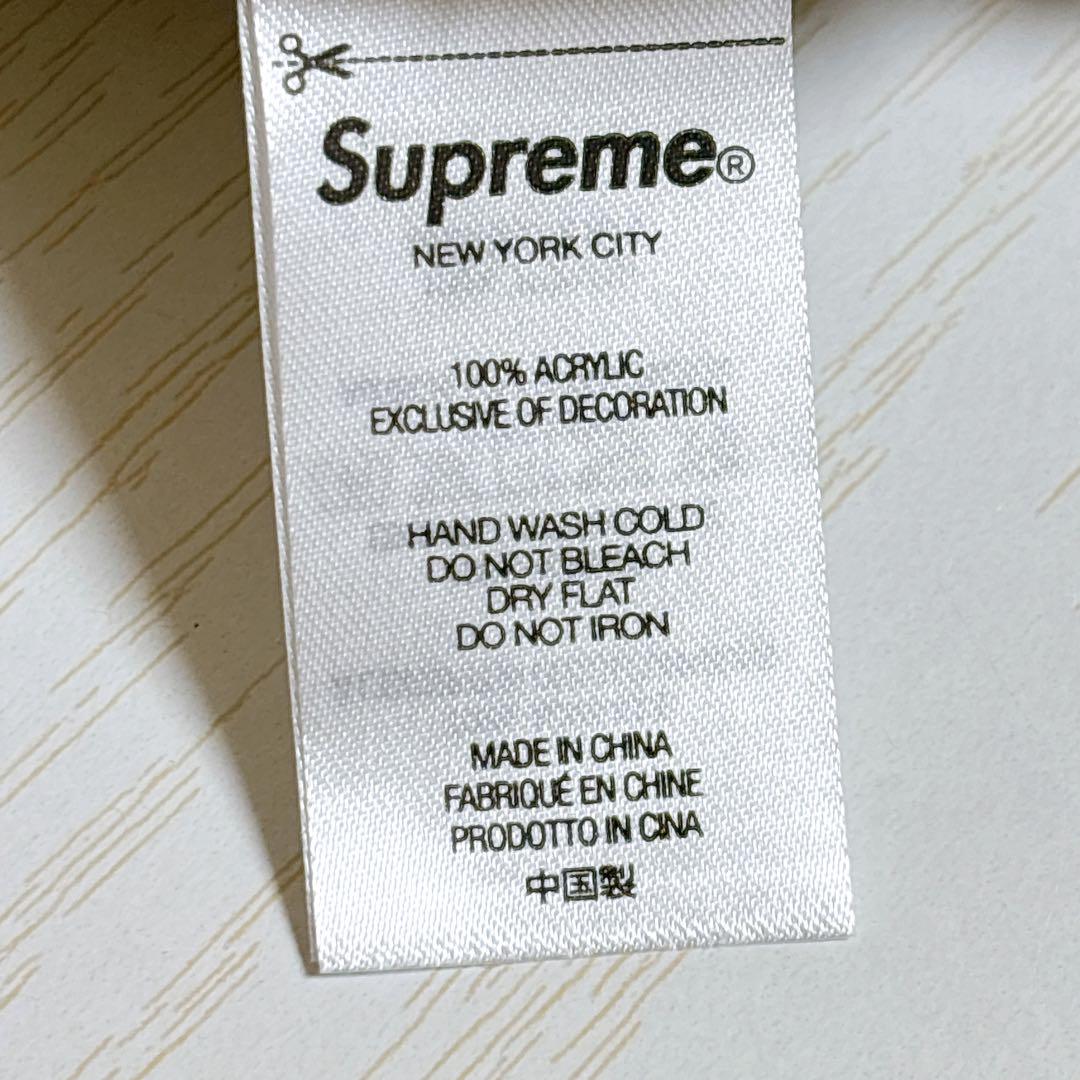 Supreme®
NEW YORK CITY
100% ACRYLIC
EXCLUSIVE OF DECORATION
HAND WASH COLD
DO NOT BLEACH
DRY FLAT
DO NOT IRON
MADE IN CHINA
FABRIQUÉ EN CHINE
PRODOTTO IN CINA
中国製